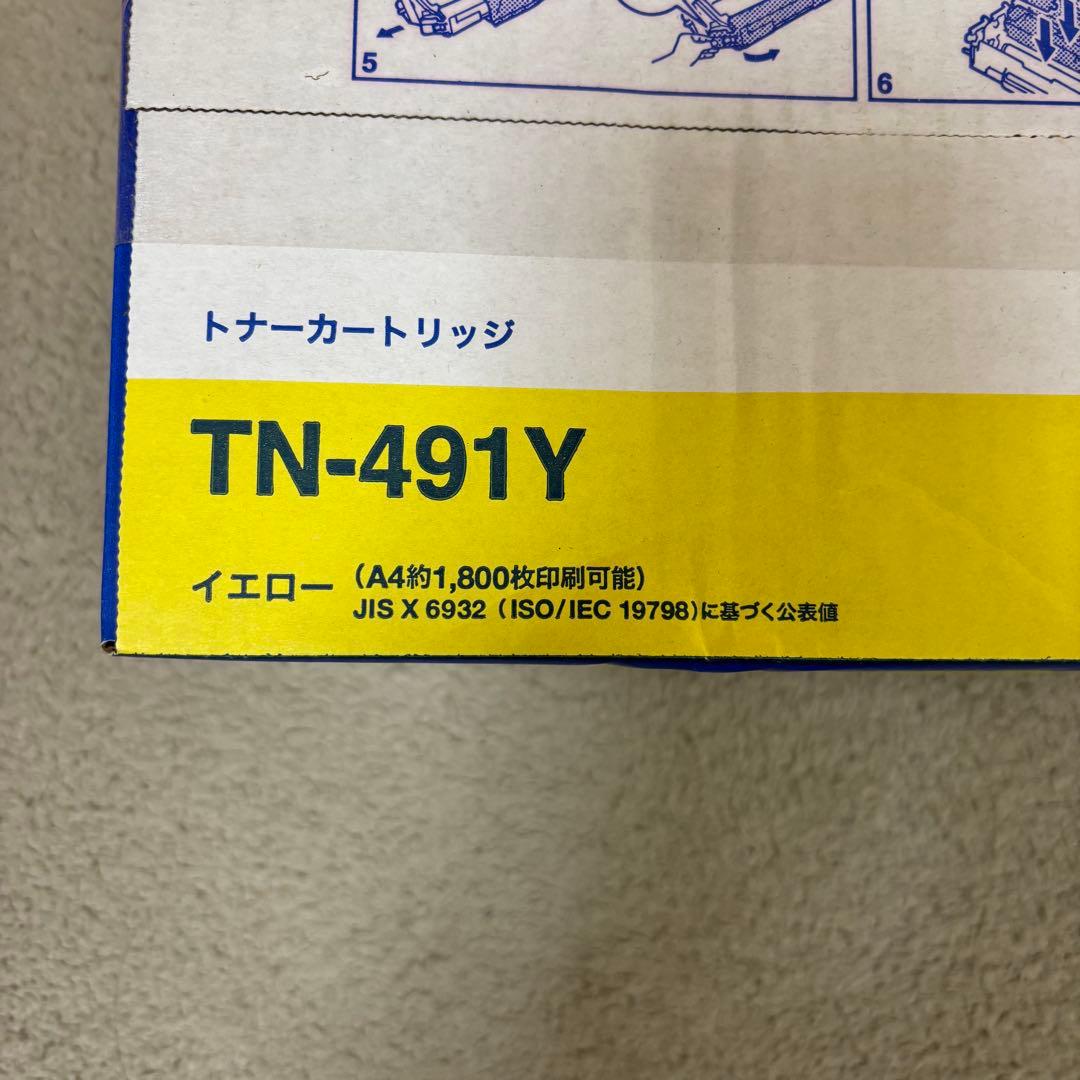 5
6
トナーカートリッジ
TN-491Y
イエロー (A4約1,800枚印刷可能)
JIS X 6932 (ISO/IEC 19798)に基づく公表値